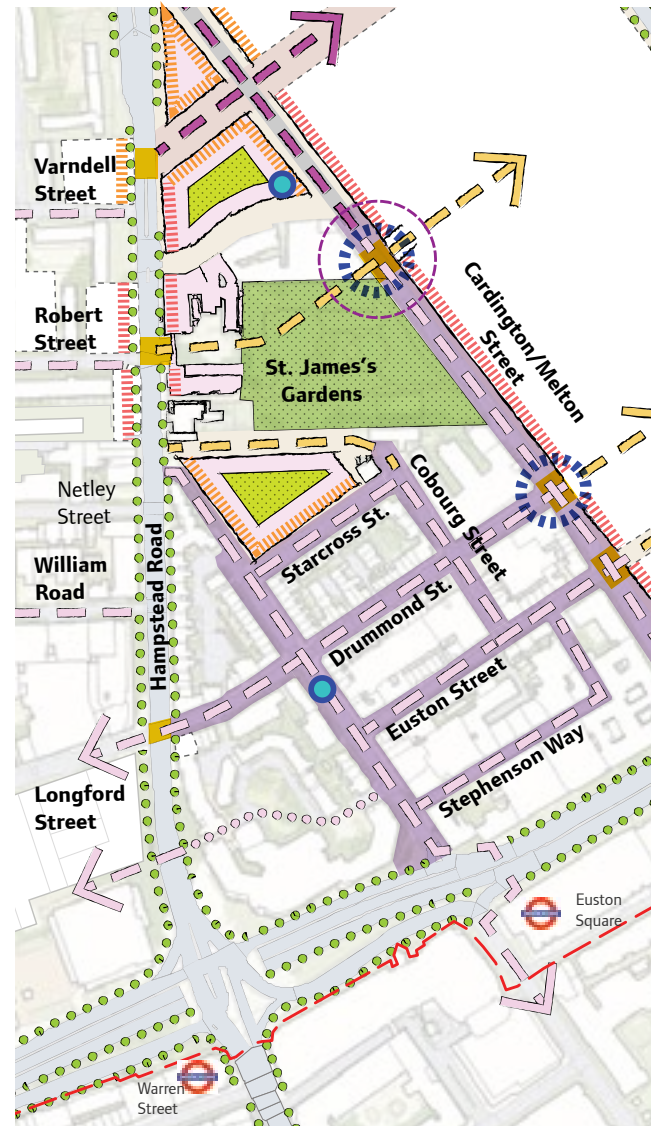 Varndell
Street
Robert
Street
Cardington/Melton
Street
St. James's
Gardens
Netley
Street
Cobourg Street
Starcross St.
William
Road
Hampstead Road
Drummond St.
Euston Street
Longford
Street
Stephenson Way
Euston
Square
Warren
Street